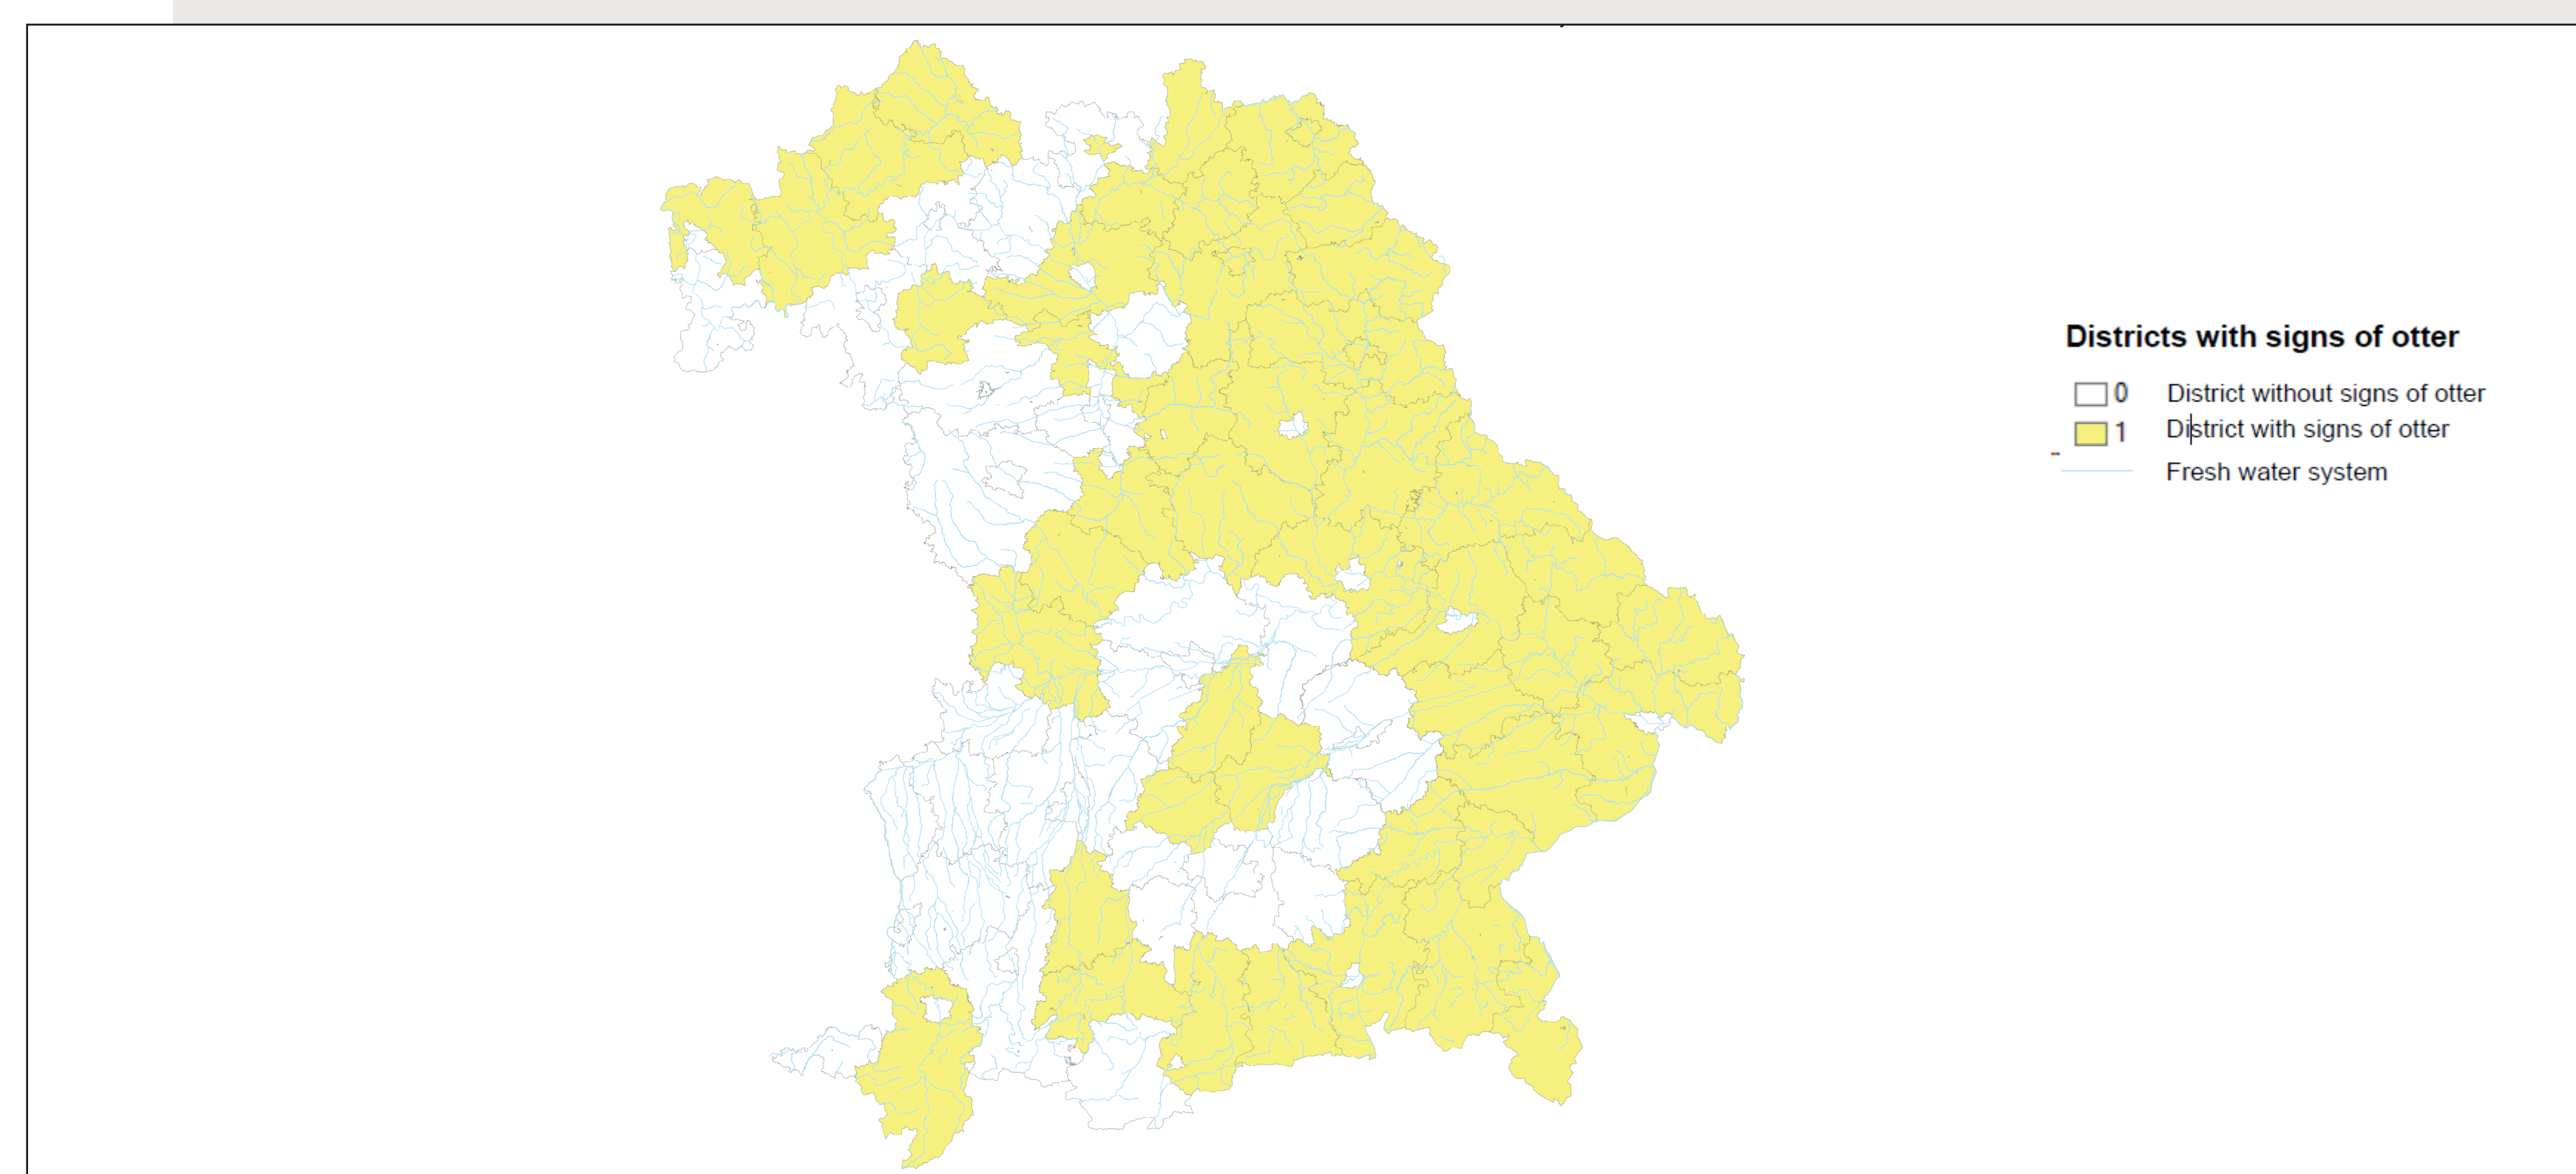 Districts with signs of otter
0 District without signs of otter
1 District with signs of otter
Fresh water system